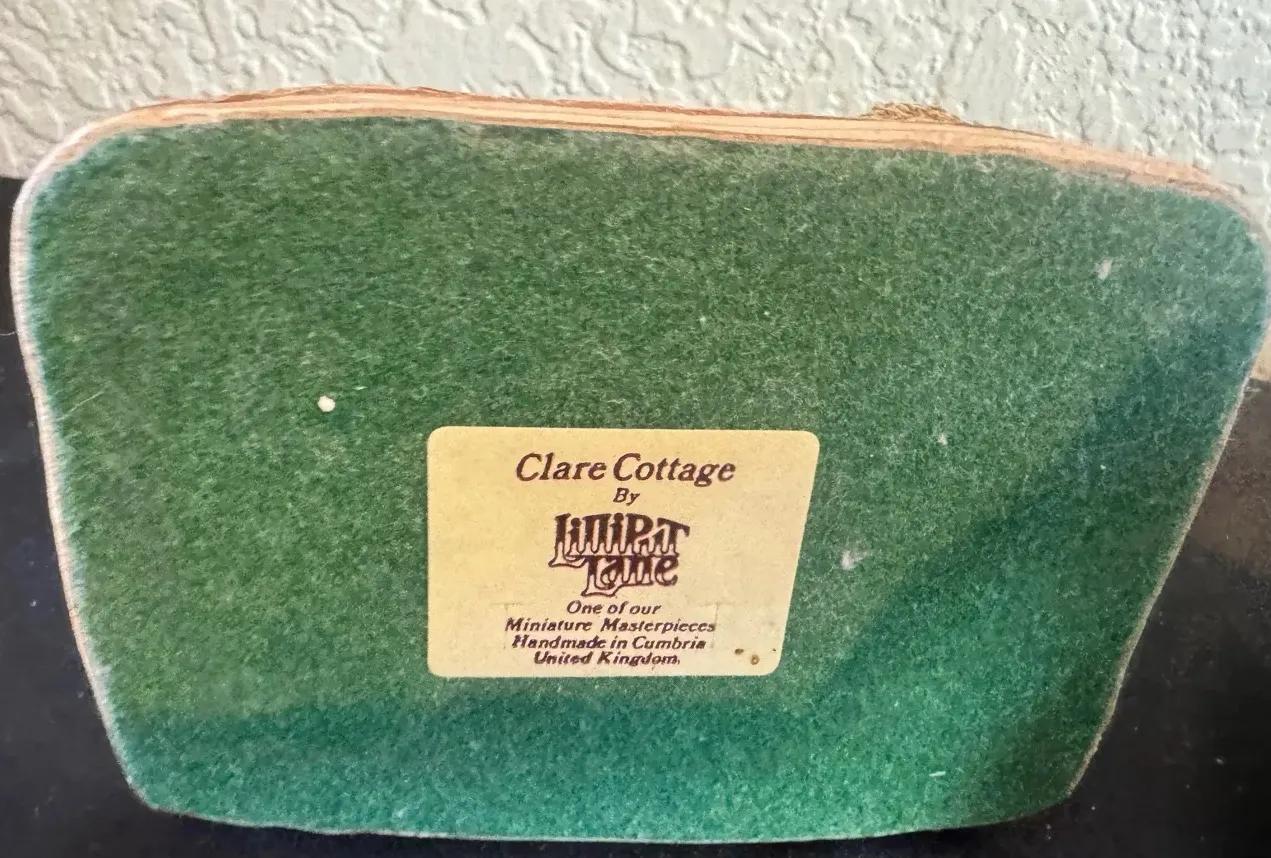 Clare Cottage
By
Lilliput
Lane
One of our
Miniature Masterpieces
Handmade in Cumbria
United Kingdom.